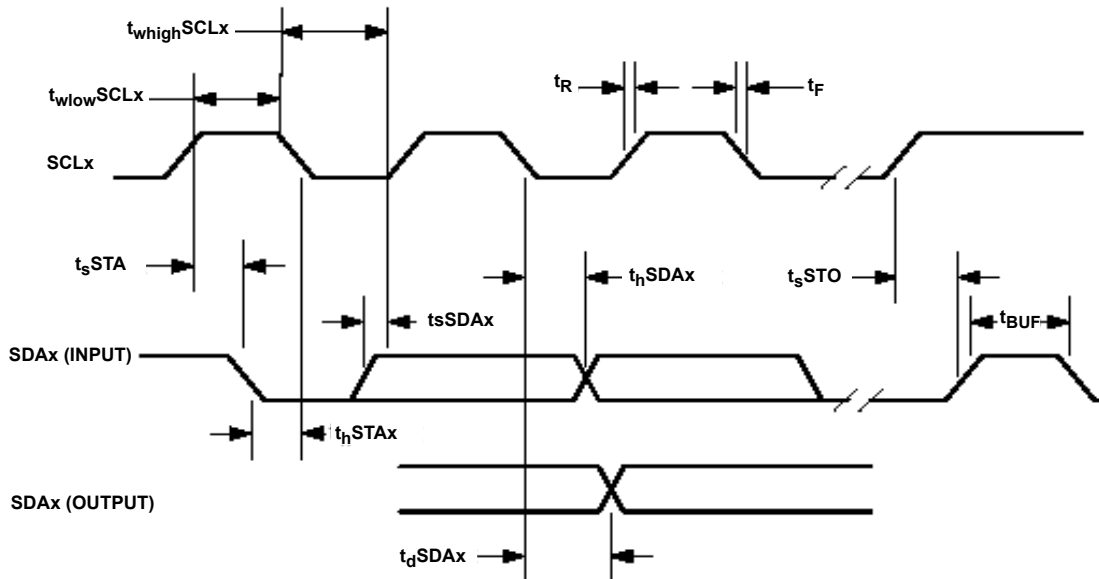 twhighSCLx
twlowSCLx
tR
tF
SCLx
tsSTA
thSDAx
tsSTO
tBUF
tsSDAx
SDAx (INPUT)
thSTAx
SDAx (OUTPUT)
tdSDAx